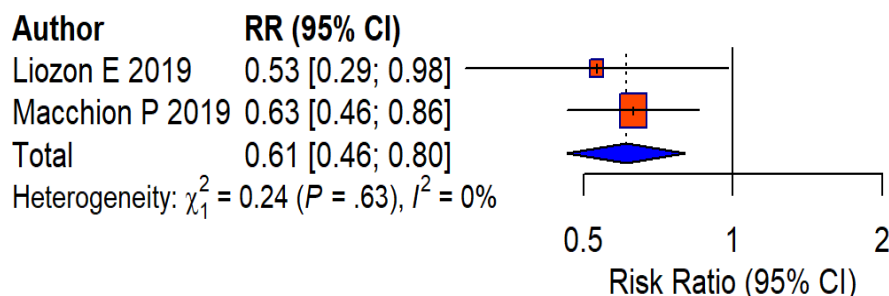 Author RR (95% CI)
Liozon E 2019 0.53 [0.29; 0.98]
Macchion P 2019 0.63 [0.46; 0.86]
Total 0.61 [0.46; 0.80]
Heterogeneity: χ²₁ = 0.24 (P = .63), I² = 0%
0.5 1 2
Risk Ratio (95% CI)